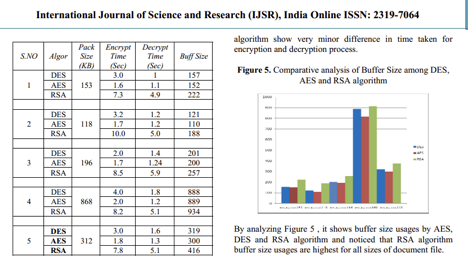 International Journal of Science and Research (IJSR), India Online ISSN: 2319-7064
S.NO Algor Pack Size (KB) Encrypt Time (Sec) Decrypt Time (Sec) Buff Size
1 DES 153 3.0 1 157
AES 1.6 1.1 152
RSA 7.3 4.9 222
2 DES 118 3.2 1.2 121
AES 1.7 1.2 110
RSA 10.0 5.0 188
3 DES 196 2.0 1.4 201
AES 1.7 1.24 200
RSA 8.5 5.9 257
4 DES 868 4.0 1.8 888
AES 2.0 1.2 889
RSA 8.2 5.1 934
5 DES 312 3.0 1.6 319
AES 1.8 1.3 300
RSA 7.8 5.1 416
algorithm show very minor difference in time taken for
encryption and decryption process.
Figure 5. Comparative analysis of Buffer Size among DES,
AES and RSA algorithm
1000
900
800
700
600
500
400
300
200
100
0
AES
RSA
By analyzing Figure 5 , it shows buffer size usages by AES,
DES and RSA algorithm and noticed that RSA algorithm
buffer size usages are highest for all sizes of document file.